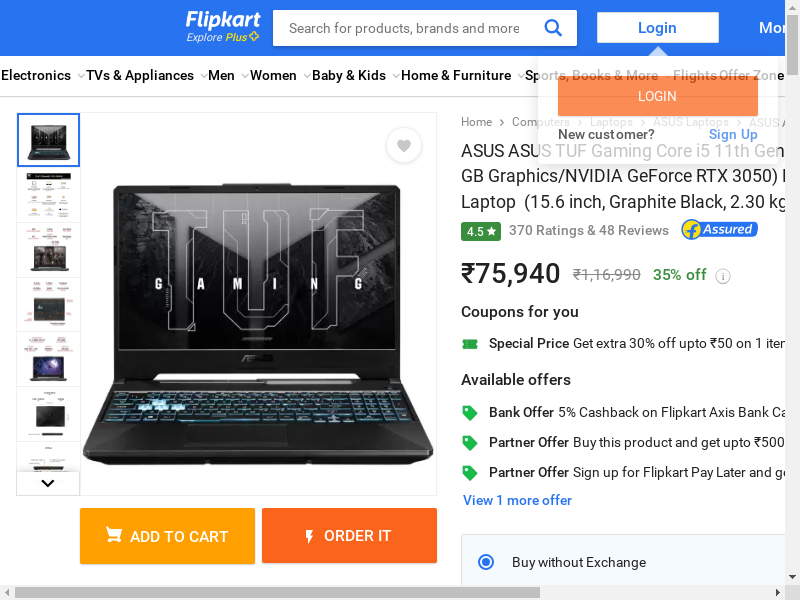 Flipkart
Explore Plus
Search for products, brands and more
Login
Mor
Electronics
TVs & Appliances
Men
Women
Baby & Kids
Home & Furniture
Sports, Books & More
Flights
Offer Zone
LOGIN
New customer?
Sign Up
Home
Computers
Laptops
ASUS Laptops
ASUS A
ASUS ASUS TUF Gaming Core i5 11th Gen
GB Graphics/NVIDIA GeForce RTX 3050)
Laptop (15.6 inch, Graphite Black, 2.30 kg
4.5
370 Ratings & 48 Reviews
Assured
₹75,940
₹1,16,990
35% off
i
Coupons for you
Special Price Get extra 30% off upto ₹50 on 1 item
Available offers
Bank Offer 5% Cashback on Flipkart Axis Bank Ca
Partner Offer Buy this product and get upto ₹500
Partner Offer Sign up for Flipkart Pay Later and ge
View 1 more offer
Buy without Exchange
TUF
GAMING
ASUS
ADD TO CART
ORDER IT